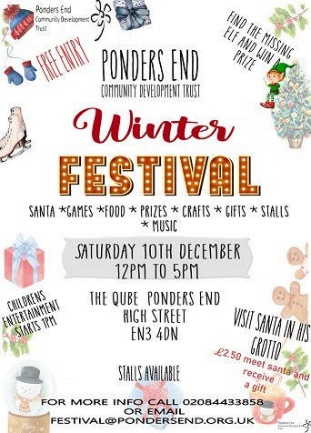 Ponders End
Community Development
Trust
FREE ENTRY
FIND THE MISSING
ELF AND WIN A
PRIZE
PONDERS END
COMMUNITY DEVELOPMENT TRUST
Winter
FESTIVAL
SANTA *GAMES *FOOD * PRIZES * CRAFTS * GIFTS * STALLS
* MUSIC
SATURDAY 10TH DECEMBER
12PM TO 5PM
CHILDRENS
ENTERTAINMENT
STARTS 1PM
THE QUBE PONDERS END
HIGH STREET
EN3 4DN
VISIT SANTA IN HIS
GROTTO
£2.50 meet santa and
receive
a gift
STALLS AVAILABLE
FOR MORE INFO CALL 02084433858
OR EMAIL
FESTIVAL@PONDERSEND.ORG.UK